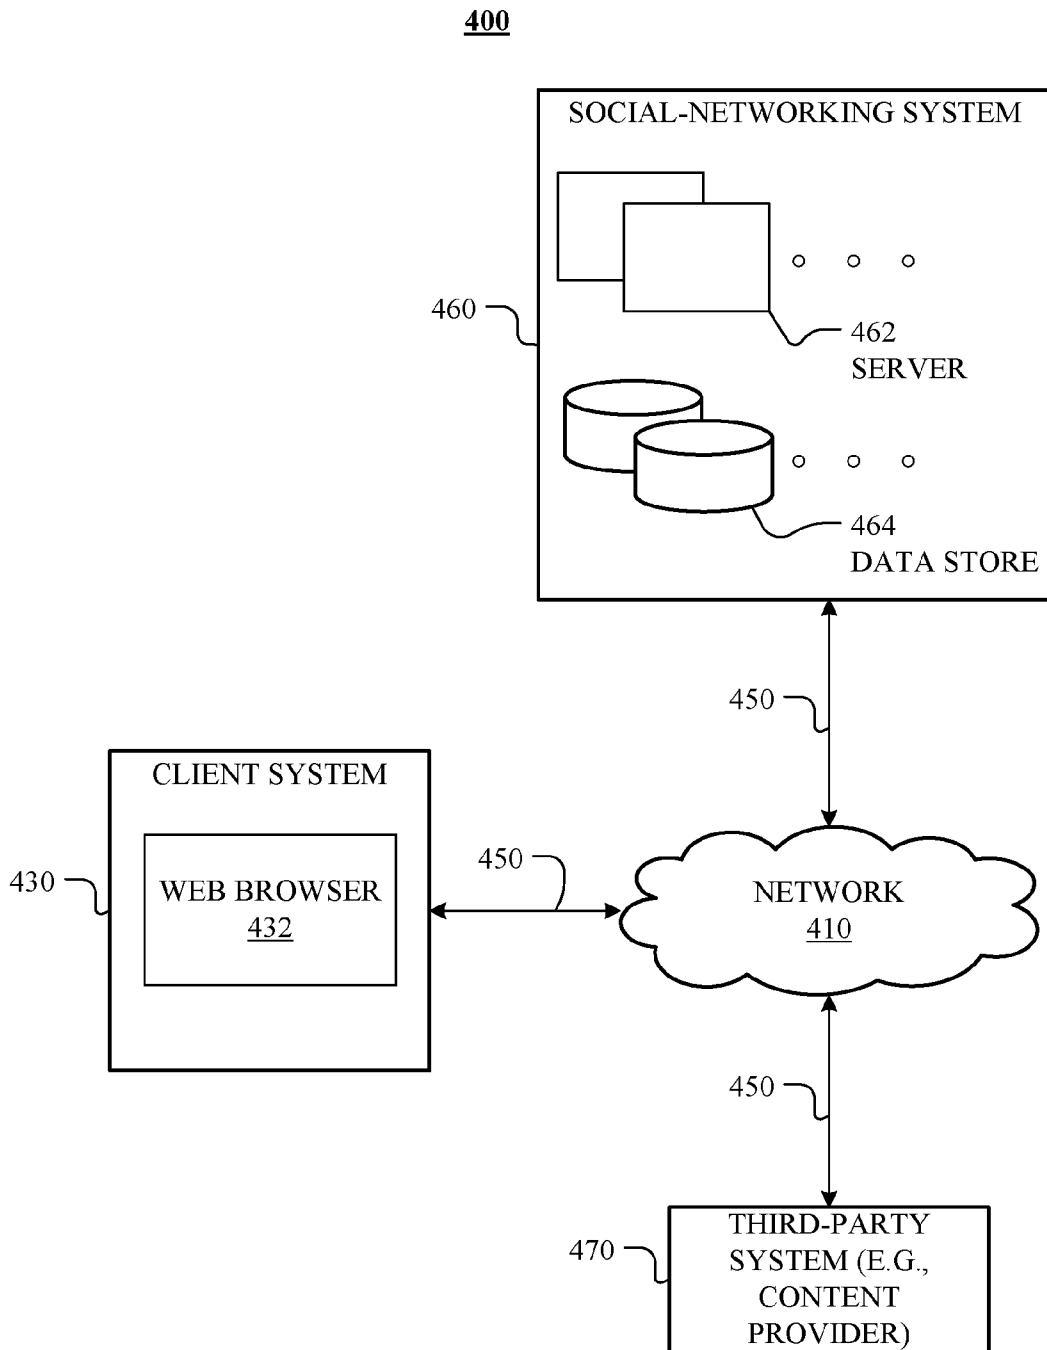 400
SOCIAL-NETWORKING SYSTEM
460
462
SERVER
464
DATA STORE
450
CLIENT SYSTEM
430
WEB BROWSER
432
450
NETWORK
410
450
470
THIRD-PARTY
SYSTEM (E.G.,
CONTENT
PROVIDER)